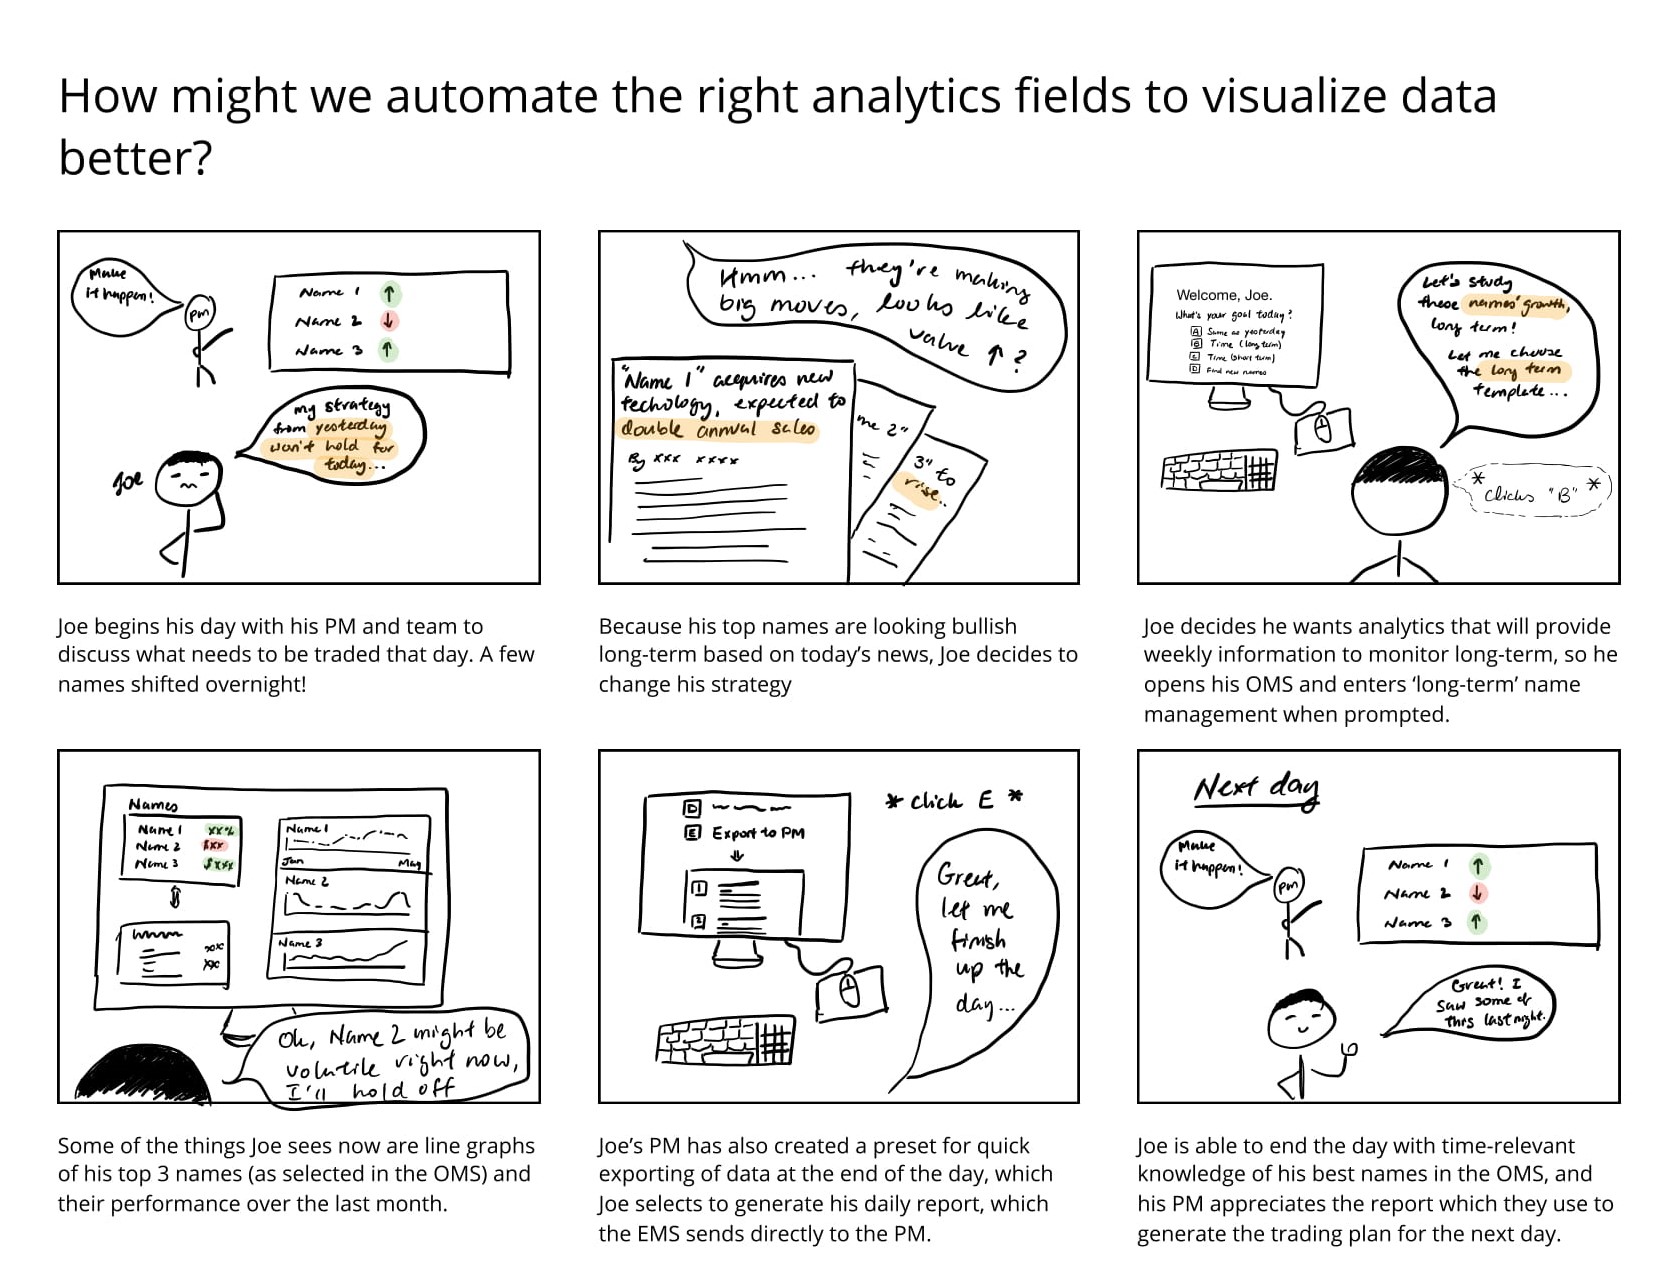 How might we automate the right analytics fields to visualize data
better?
Make
it happen!
PM
Name 1 ↑
Name 2 ↓
Name 3 ↑
my strategy
from yesterday
won't hold for
today...
Joe
Joe begins his day with his PM and team to
discuss what needs to be traded that day. A few
names shifted overnight!
Hmm... they're making
big moves, looks like
value ↑ ?
"Name 1" acquires new
techology, expected to
double annual sales
By xxx xxxx
me 2"
3" to
rise..
Because his top names are looking bullish
long-term based on today's news, Joe decides to
change his strategy
Welcome, Joe.
What's your goal today?
A Same as yesterday
B Time (long term)
C Time (short term)
D Find new names
Let's study
these names' growth,
long term!
Let me choose
the long term
template...
* Clicks "B" *
Joe decides he wants analytics that will provide
weekly information to monitor long-term, so he
opens his OMS and enters ‘long-term’ name
management when prompted.
Names
Name 1 xx%
Name 2 $xx
Name 3 $xxx
xxx
xxx
Name 1
Jan May
Name 2
Name 3
Oh, Name 2 might be
volatile right now,
I'll hold off
Some of the things Joe sees now are line graphs
of his top 3 names (as selected in the OMS) and
their performance over the last month.
D
E Export to PM
1
2
* click E *
Great,
let me
finish
up the
day...
Joe's PM has also created a preset for quick
exporting of data at the end of the day, which
Joe selects to generate his daily report, which
the EMS sends directly to the PM.
Next day
Make
it happen!
PM
Name 1 ↑
Name 2 ↓
Name 3 ↑
Great! I
saw some of
this last night.
Joe is able to end the day with time-relevant
knowledge of his best names in the OMS, and
his PM appreciates the report which they use to
generate the trading plan for the next day.